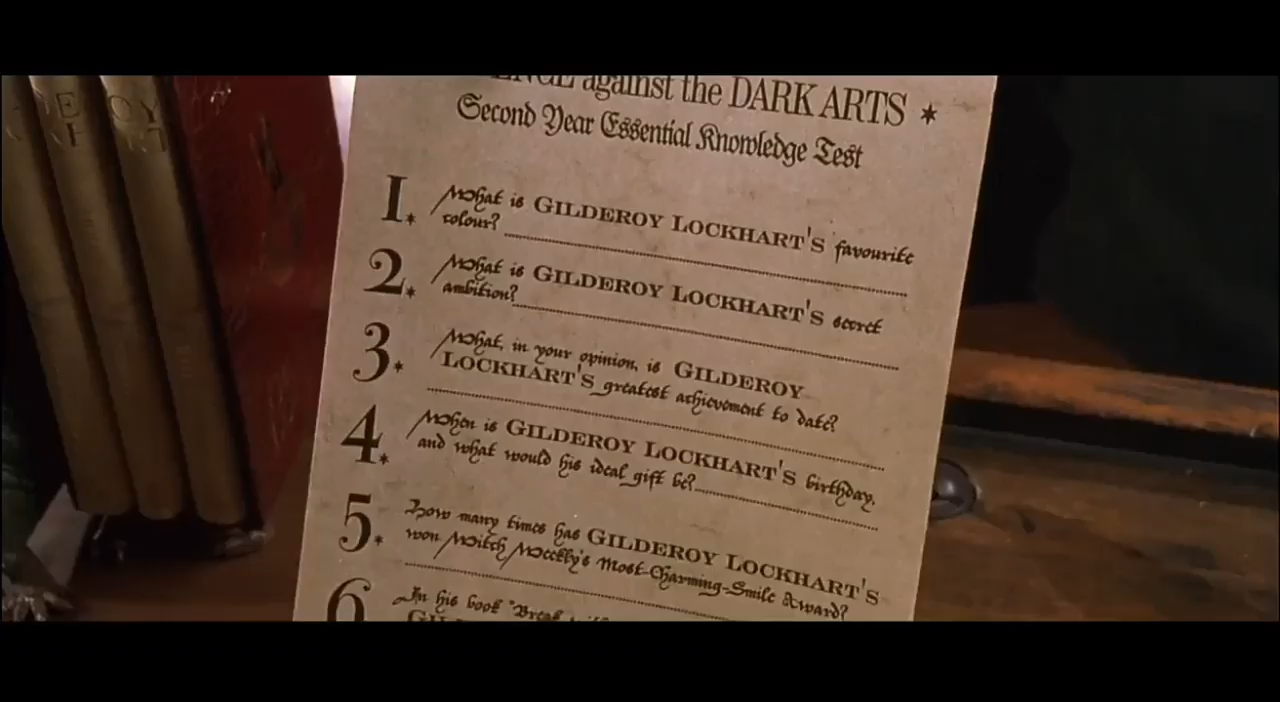 against the DARK ARTS *
Second Year Essential Knowledge Test
1. What is GILDEROY LOCKHART'S favourite
colour?
2. What is GILDEROY LOCKHART'S secret
ambition?
3. What, in your opinion, is GILDEROY
LOCKHART'S greatest achievement to date?
4. When is GILDEROY LOCKHART'S birthday,
and what would his ideal gift be?
5. How many times has GILDEROY LOCKHART'S
won Witch Weekly's Most-Charming-Smile Award?
6. In his book "Break